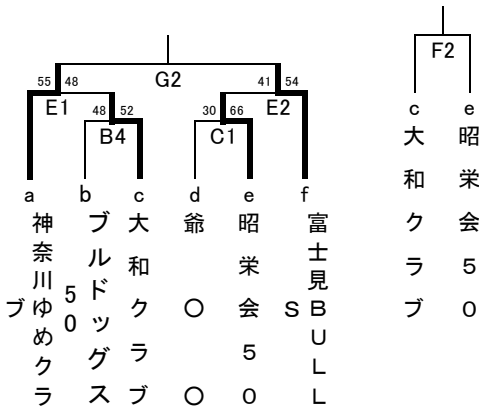 F2
G2
55 48
41 54
E1
E2
48 52
30 66
B4
C1
a b c d e f
神奈川ゆめクラブ
ブルドッグス50
大和クラブ
爺〇〇
昭栄会50
富士見BULLS
c e
大和クラブ
昭栄会50